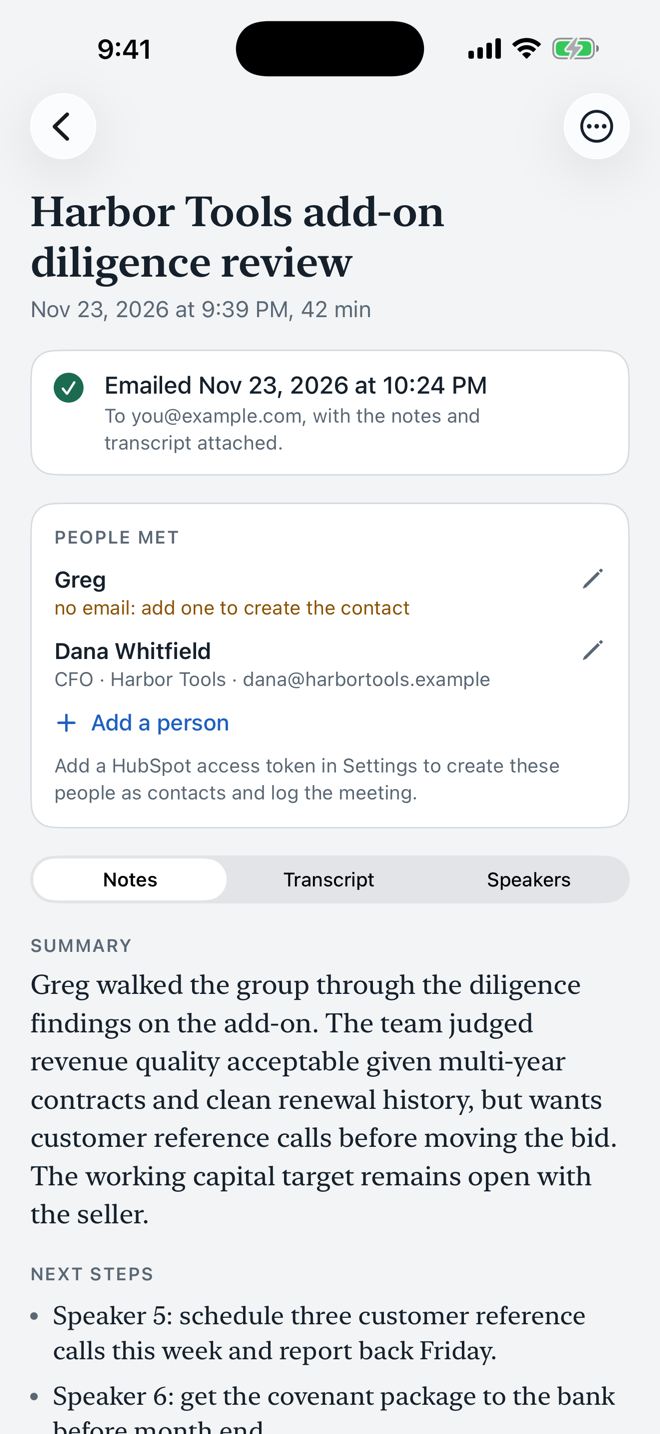 9:41
Harbor Tools add-on
diligence review
Nov 23, 2026 at 9:39 PM, 42 min
Emailed Nov 23, 2026 at 10:24 PM
To you@example.com, with the notes and
transcript attached.
PEOPLE MET
Greg
no email: add one to create the contact
Dana Whitfield
CFO · Harbor Tools · dana@harbortools.example
+ Add a person
Add a HubSpot access token in Settings to create these
people as contacts and log the meeting.
Notes Transcript Speakers
SUMMARY
Greg walked the group through the diligence
findings on the add-on. The team judged
revenue quality acceptable given multi-year
contracts and clean renewal history, but wants
customer reference calls before moving the bid.
The working capital target remains open with
the seller.
NEXT STEPS
• Speaker 5: schedule three customer reference
calls this week and report back Friday.
• Speaker 6: get the covenant package to the bank
before month end